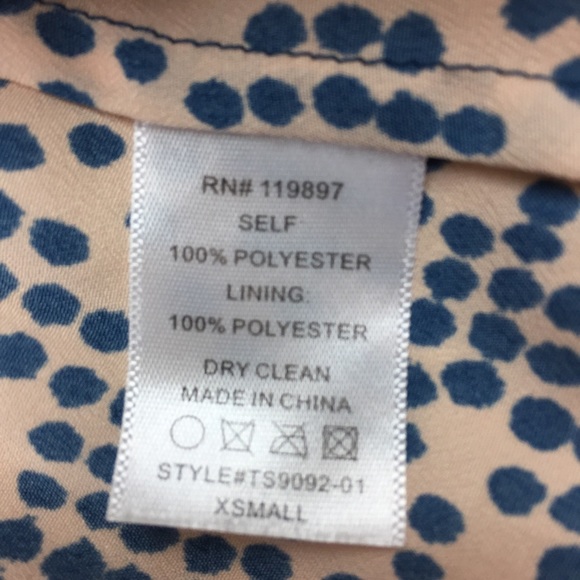 RN# 119897
SELF
100% POLYESTER
LINING:
100% POLYESTER
DRY CLEAN
MADE IN CHINA
STYLE#TS9092-01
XSMALL